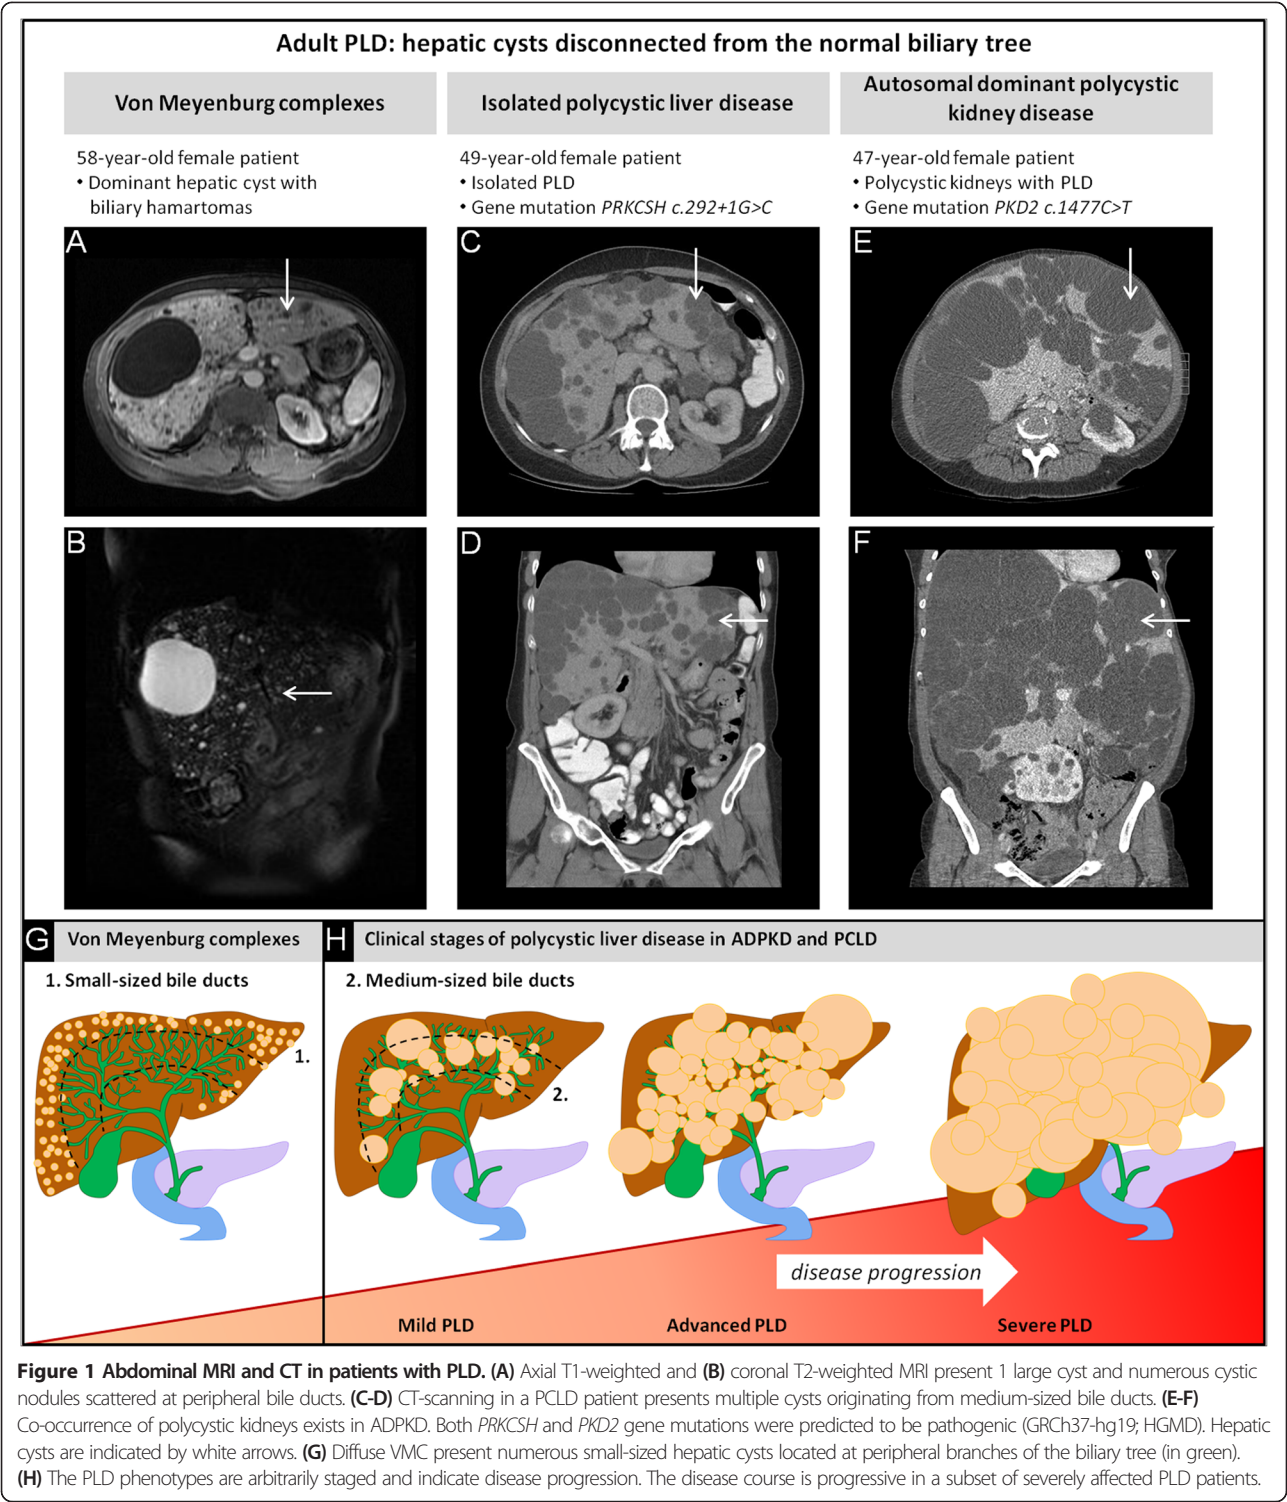 Adult PLD: hepatic cysts disconnected from the normal biliary tree
Von Meyenburg complexes
58-year-old female patient
• Dominant hepatic cyst with
biliary hamartomas
Isolated polycystic liver disease
49-year-old female patient
• Isolated PLD
• Gene mutation PRKCSH c.292+1G>C
Autosomal dominant polycystic
kidney disease
47-year-old female patient
• Polycystic kidneys with PLD
• Gene mutation PKD2 c.1477C>T
A
C
E
B
D
F
G Von Meyenburg complexes
1. Small-sized bile ducts
1.
H Clinical stages of polycystic liver disease in ADPKD and PCLD
2. Medium-sized bile ducts
2.
disease progression
Mild PLD
Advanced PLD
Severe PLD
Figure 1 Abdominal MRI and CT in patients with PLD. (A) Axial T1-weighted and (B) coronal T2-weighted MRI present 1 large cyst and numerous cystic
nodules scattered at peripheral bile ducts. (C-D) CT-scanning in a PCLD patient presents multiple cysts originating from medium-sized bile ducts. (E-F)
Co-occurrence of polycystic kidneys exists in ADPKD. Both PRKCSH and PKD2 gene mutations were predicted to be pathogenic (GRCh37-hg19; HGMD). Hepatic
cysts are indicated by white arrows. (G) Diffuse VMC present numerous small-sized hepatic cysts located at peripheral branches of the biliary tree (in green).
(H) The PLD phenotypes are arbitrarily staged and indicate disease progression. The disease course is progressive in a subset of severely affected PLD patients.